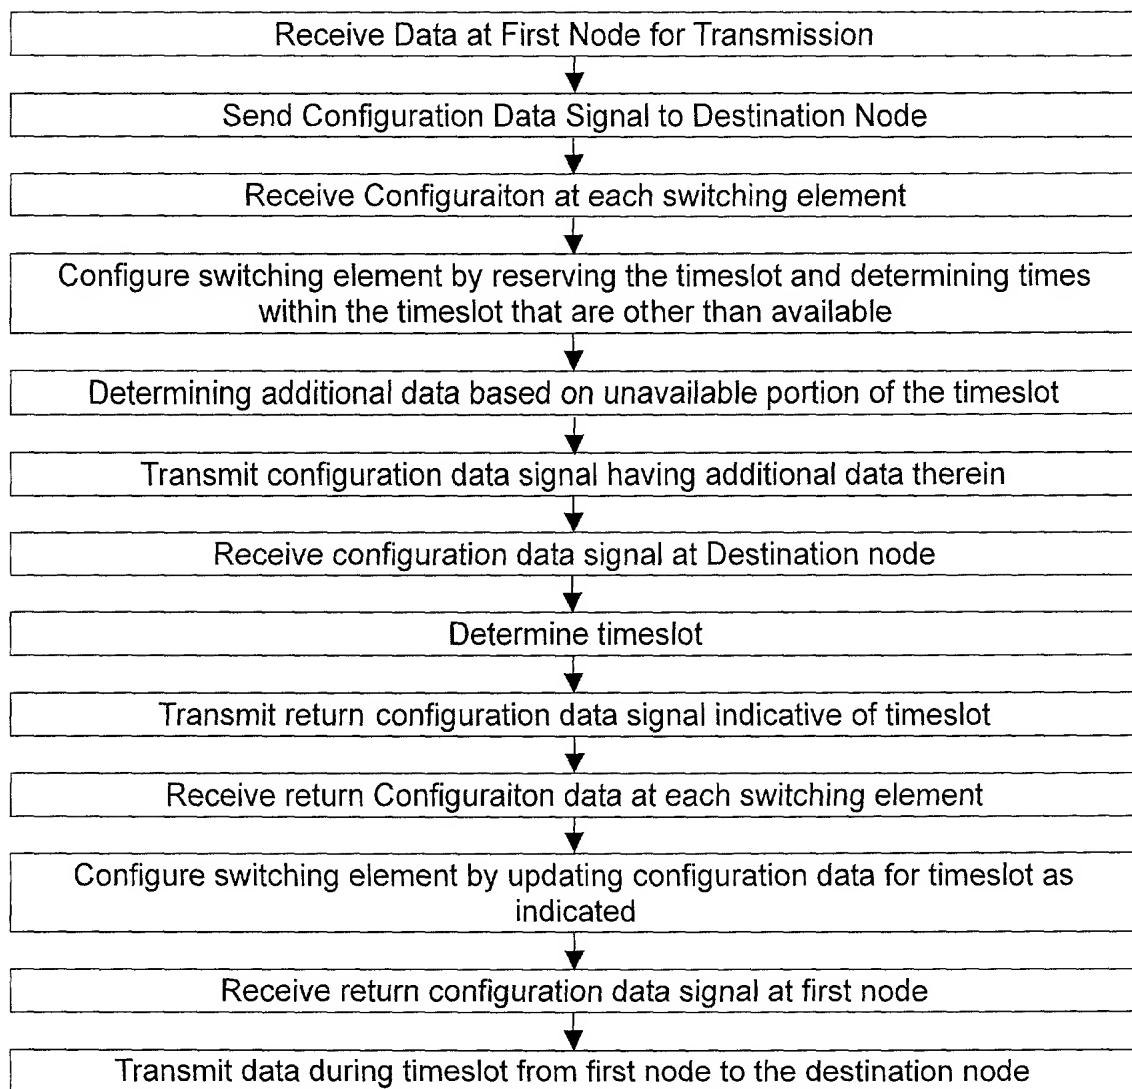 Receive Data at First Node for Transmission
Send Configuration Data Signal to Destination Node
Receive Configuraiton at each switching element
Configure switching element by reserving the timeslot and determining times
within the timeslot that are other than available
Determining additional data based on unavailable portion of the timeslot
Transmit configuration data signal having additional data therein
Receive configuration data signal at Destination node
Determine timeslot
Transmit return configuration data signal indicative of timeslot
Receive return Configuraiton data at each switching element
Configure switching element by updating configuration data for timeslot as
indicated
Receive return configuration data signal at first node
Transmit data during timeslot from first node to the destination node